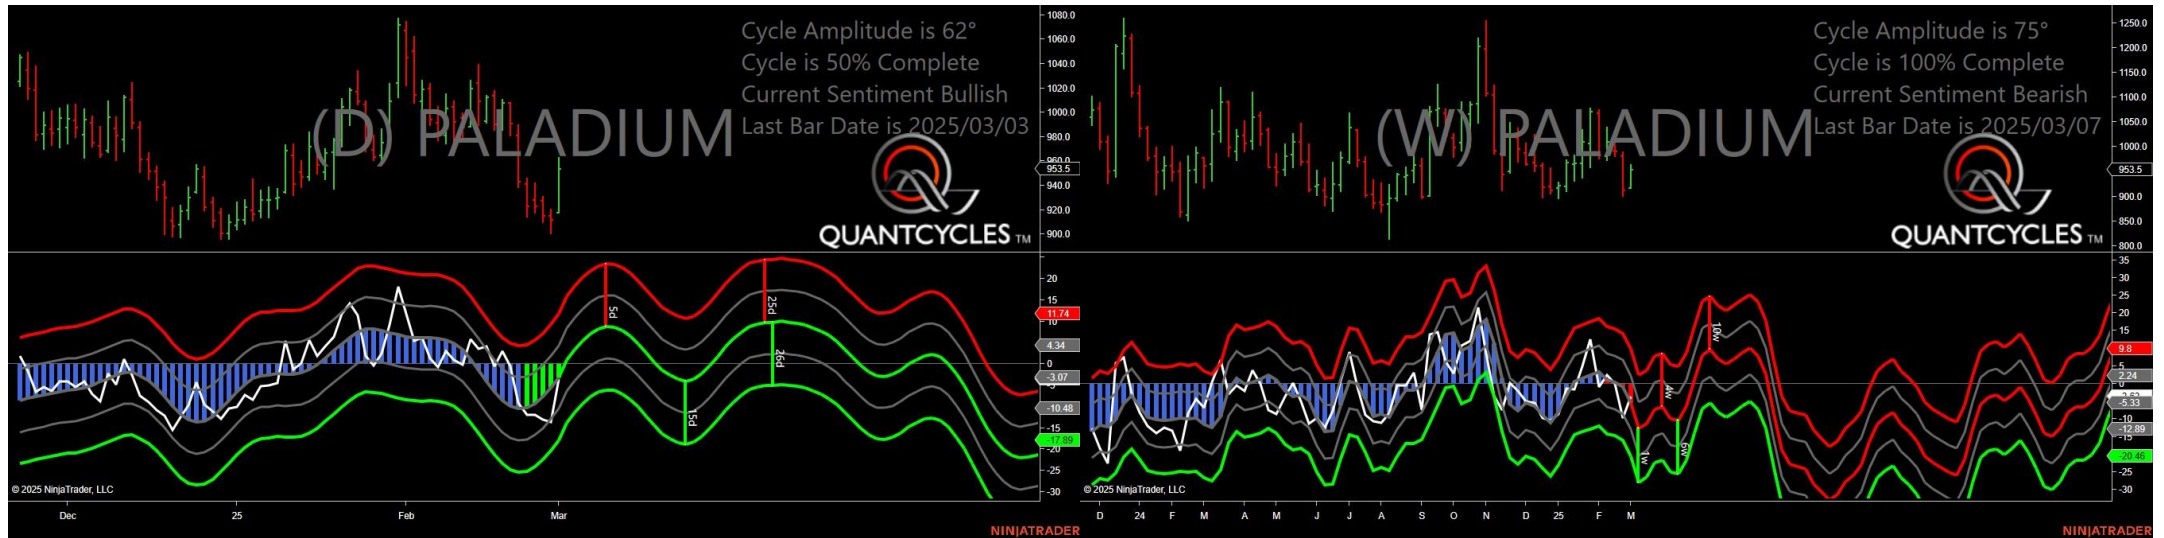 Cycle Amplitude is 62°
Cycle is 50% Complete
Current Sentiment Bullish
Last Bar Date is 2025/03/03
(D) PALADIUM
QUANTCYCLES TM
1080.0
1060.0
1040.0
1020.0
1000.0
980.0
960.0
953.5
940.0
920.0
900.0
20
15
11.74
10
4.34
0
-3.07
-10.48
-15
-17.89
-20
-25
-30
5d
15d
25d
26d
© 2025 NinjaTrader, LLC
Dec
25
Feb
Mar
NINJATRADER
Cycle Amplitude is 75°
Cycle is 100% Complete
Current Sentiment Bearish
Last Bar Date is 2025/03/07
(W) PALADIUM
QUANTCYCLES TM
1250.0
1200.0
1150.0
1100.0
1050.0
1000.0
953.5
900.0
850.0
800.0
35
30
25
20
15
9.8
5
2.24
-5.33
-10
-12.89
-15
-20.46
-25
-30
1w
4w
6w
10w
© 2025 NinjaTrader, LLC
D
24
F
M
A
M
J
J
A
S
O
N
D
25
F
M
NINJATRADER